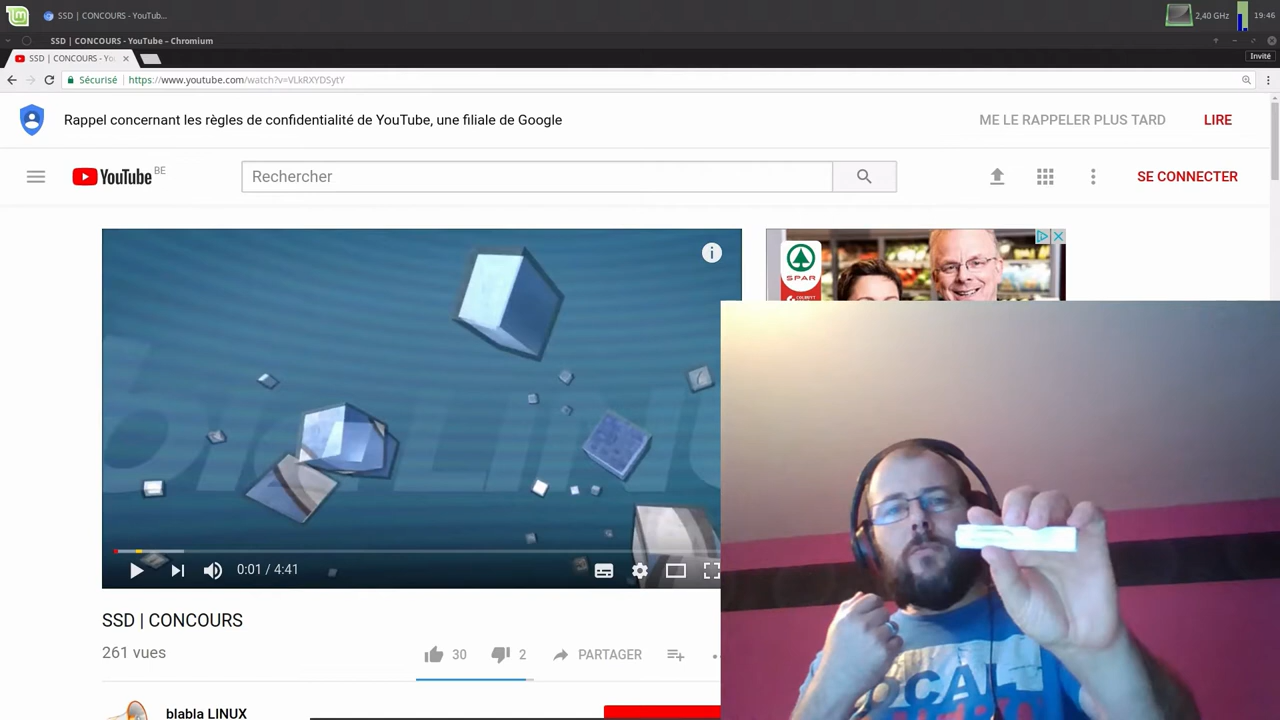 SSD | CONCOURS - YouTub...
2,40 GHz
19:46
SSD | CONCOURS - YouTube – Chromium
SSD | CONCOURS - Yo
Invité
Sécurisé
https://www.youtube.com/watch?v=VLkRXYDSytY
Rappel concernant les règles de confidentialité de YouTube, une filiale de Google
ME LE RAPPELER PLUS TARD
LIRE
YouTube BE
Rechercher
SE CONNECTER
SPAR
COLRUYT
0:01 / 4:41
SSD | CONCOURS
261 vues
30
2
PARTAGER
blabla LINUX
LOCAL